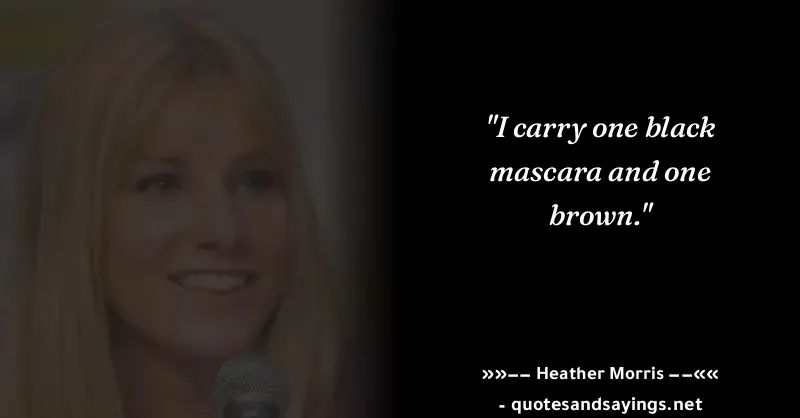 "I carry one black
mascara and one
brown."
»»–– Heather Morris ––««
- quotesandsayings.net